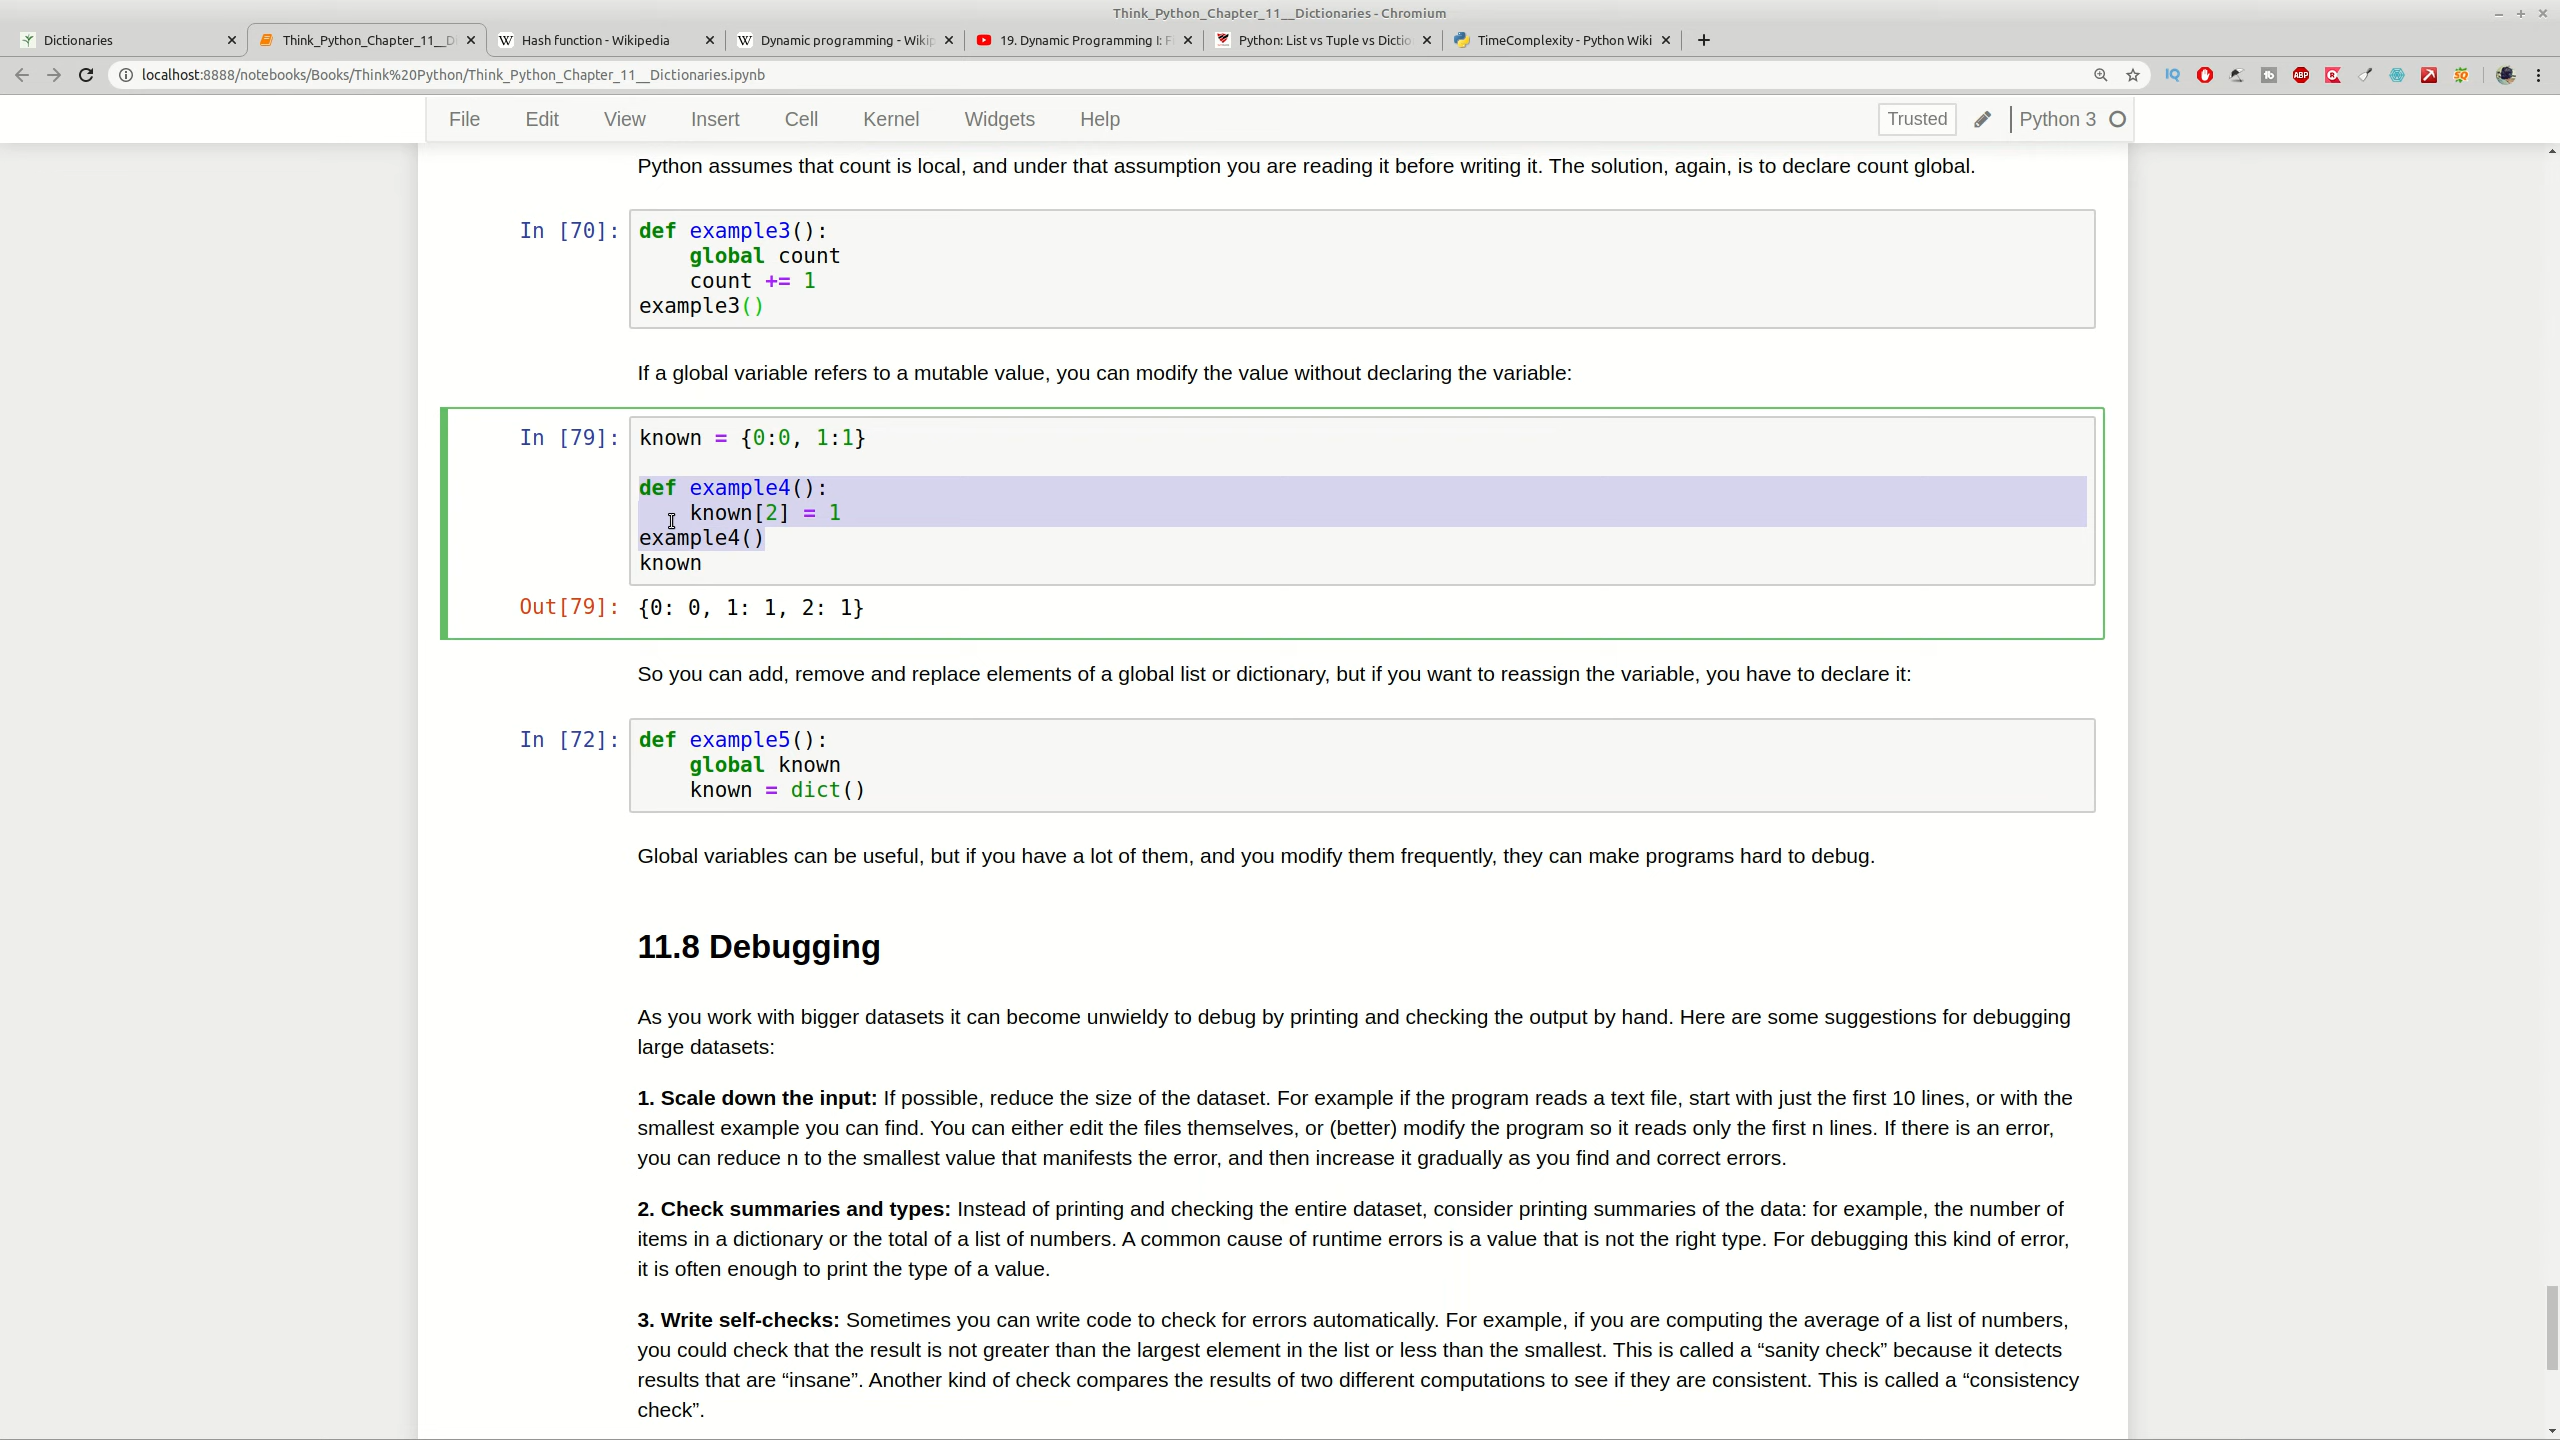 Think_Python_Chapter_11__Dictionaries - Chromium
Dictionaries
Think_Python_Chapter_11__Di
Hash function - Wikipedia
Dynamic programming - Wikip
19. Dynamic Programming I: F
Python: List vs Tuple vs Dictio
TimeComplexity - Python Wiki
localhost:8888/notebooks/Books/Think%20Python/Think_Python_Chapter_11__Dictionaries.ipynb
File Edit View Insert Cell Kernel Widgets Help Trusted Python 3
Python assumes that count is local, and under that assumption you are reading it before writing it. The solution, again, is to declare count global.
In [70]: def example3():
global count
count += 1
example3()
If a global variable refers to a mutable value, you can modify the value without declaring the variable:
In [79]: known = {0:0, 1:1}
def example4():
known[2] = 1
example4()
known
Out[79]: {0: 0, 1: 1, 2: 1}
So you can add, remove and replace elements of a global list or dictionary, but if you want to reassign the variable, you have to declare it:
In [72]: def example5():
global known
known = dict()
Global variables can be useful, but if you have a lot of them, and you modify them frequently, they can make programs hard to debug.
11.8 Debugging
As you work with bigger datasets it can become unwieldy to debug by printing and checking the output by hand. Here are some suggestions for debugging
large datasets:
1. Scale down the input: If possible, reduce the size of the dataset. For example if the program reads a text file, start with just the first 10 lines, or with the
smallest example you can find. You can either edit the files themselves, or (better) modify the program so it reads only the first n lines. If there is an error,
you can reduce n to the smallest value that manifests the error, and then increase it gradually as you find and correct errors.
2. Check summaries and types: Instead of printing and checking the entire dataset, consider printing summaries of the data: for example, the number of
items in a dictionary or the total of a list of numbers. A common cause of runtime errors is a value that is not the right type. For debugging this kind of error,
it is often enough to print the type of a value.
3. Write self-checks: Sometimes you can write code to check for errors automatically. For example, if you are computing the average of a list of numbers,
you could check that the result is not greater than the largest element in the list or less than the smallest. This is called a “sanity check” because it detects
results that are “insane”. Another kind of check compares the results of two different computations to see if they are consistent. This is called a “consistency
check”.